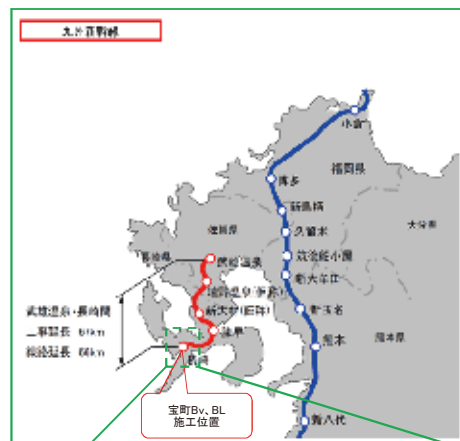 九州新幹線
小倉
福岡県
博多
新鳥栖
大分県
久留米
佐賀県
筑後船小屋
長崎県
武雄温泉
新大牟田
嬉野温泉(仮称)
武雄温泉・長崎間
新大村(仮称)
新玉名
工事延長 67km
諫早
熊本
熊本県
線路延長 66km
長崎
宝町Bv、BL
施工位置
新八代